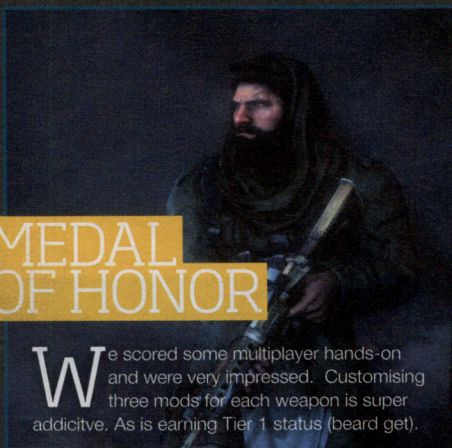 MEDAL
OF HONOR
We scored some multiplayer hands-on
and were very impressed. Customising
three mods for each weapon is super
addicitve. As is earning Tier 1 status (beard get).